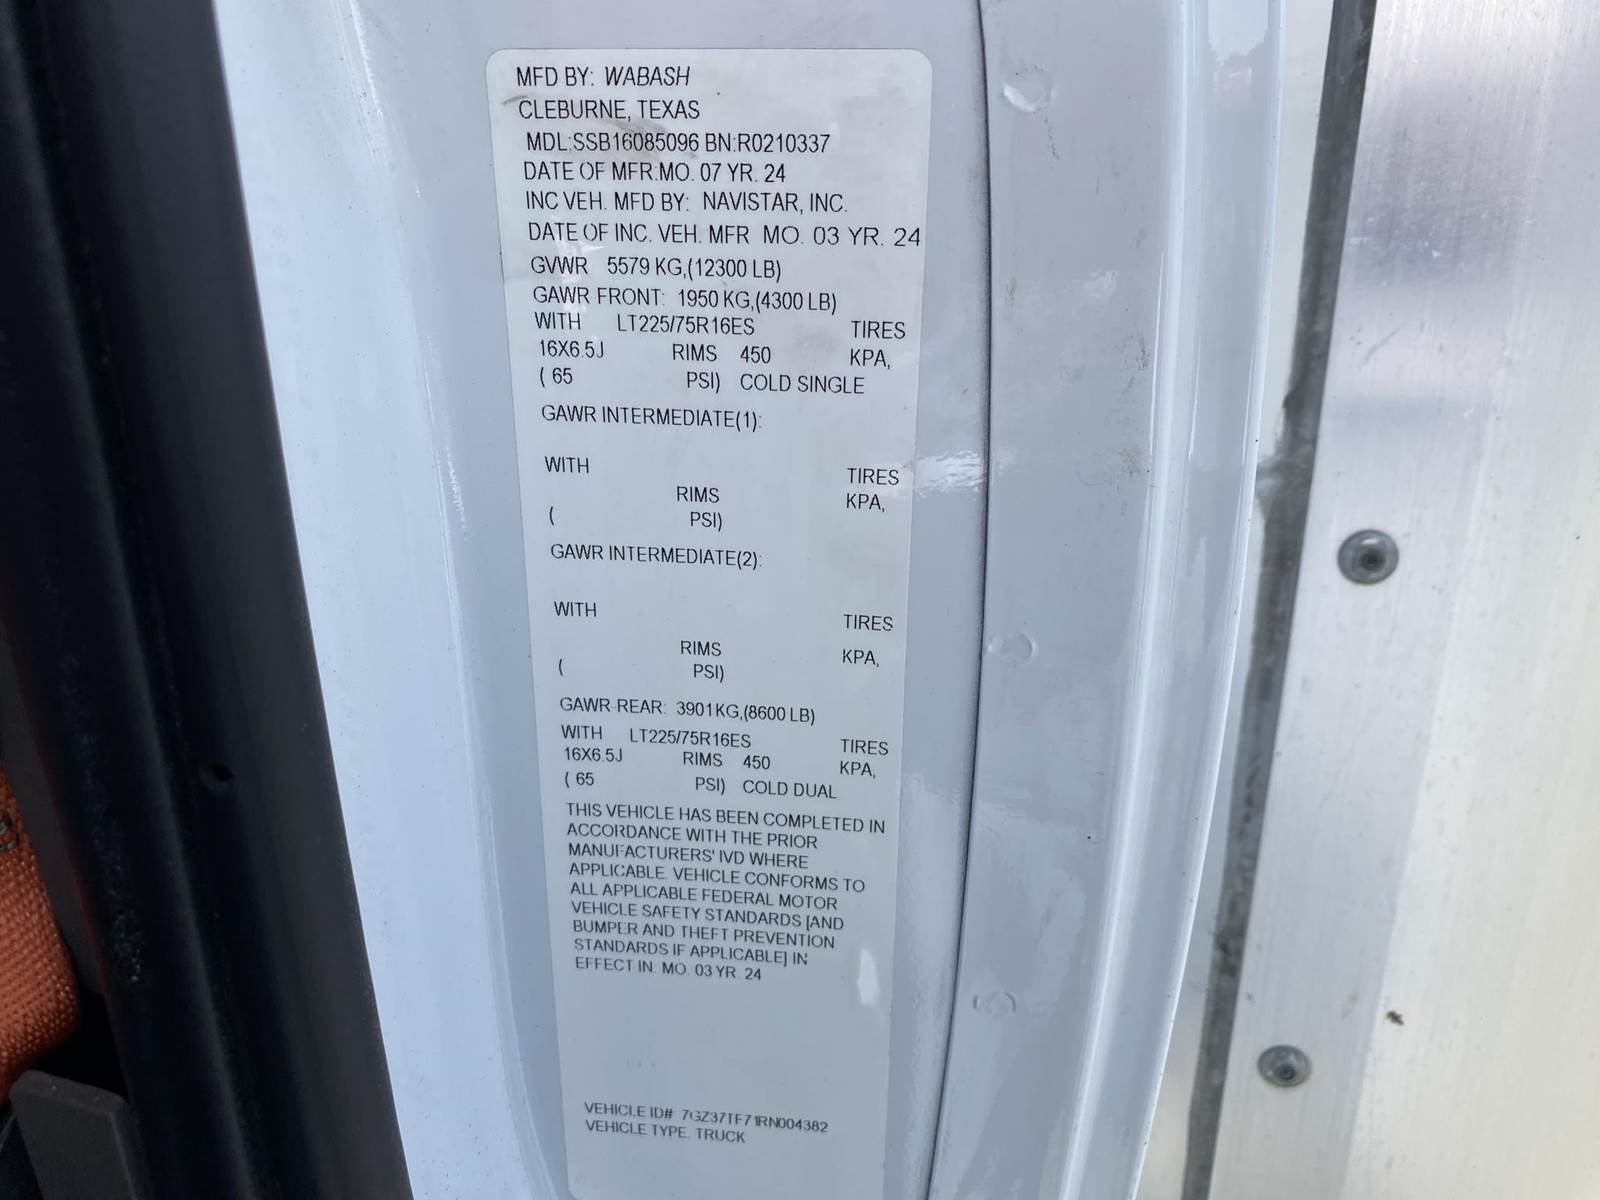 MFD BY: WABASH
CLEBURNE, TEXAS
MDL:SSB16085096 BN:R0210337
DATE OF MFR:MO. 07 YR. 24
INC VEH. MFD BY: NAVISTAR, INC.
DATE OF INC. VEH. MFR MO. 03 YR. 24
GVWR 5579 KG,(12300 LB)
GAWR FRONT: 1950 KG,(4300 LB)
WITH LT225/75R16ES TIRES
16X6.5J RIMS 450 KPA,
( 65 PSI) COLD SINGLE
GAWR INTERMEDIATE(1):
WITH TIRES
RIMS KPA,
( PSI)
GAWR INTERMEDIATE(2):
WITH TIRES
RIMS KPA,
( PSI)
GAWR-REAR: 3901KG,(8600 LB)
WITH LT225/75R16ES TIRES
16X6.5J RIMS 450 KPA,
( 65 PSI) COLD DUAL
THIS VEHICLE HAS BEEN COMPLETED IN
ACCORDANCE WITH THE PRIOR
MANUFACTURERS' IVD WHERE
APPLICABLE. VEHICLE CONFORMS TO
ALL APPLICABLE FEDERAL MOTOR
VEHICLE SAFETY STANDARDS [AND
BUMPER AND THEFT PREVENTION
STANDARDS IF APPLICABLE] IN
EFFECT IN: MO. 03 YR. 24
VEHICLE ID# 7GZ37TF71RN004382
VEHICLE TYPE: TRUCK